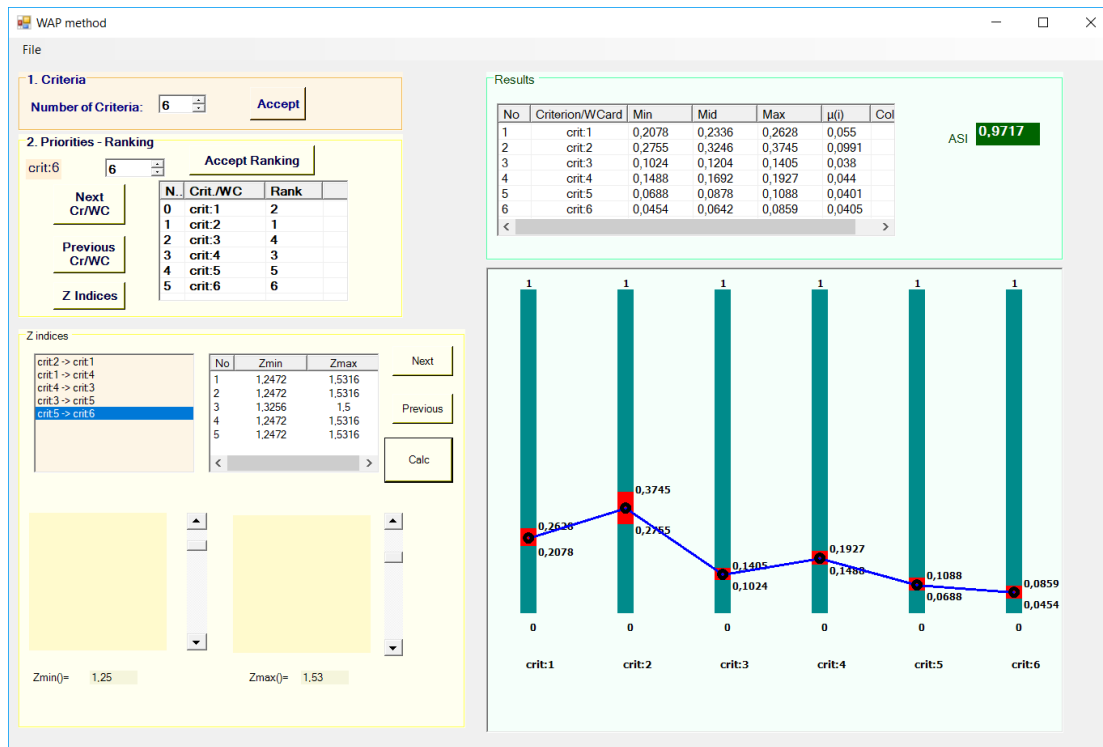 WAP method
File
1. Criteria
Number of Criteria: 6 Accept
2. Priorities - Ranking
crit:6 6 Accept Ranking
Next Cr/WC
Previous Cr/WC
Z Indices
N.. Crit./WC Rank
0 crit:1 2
1 crit:2 1
2 crit:3 4
3 crit:4 3
4 crit:5 5
5 crit:6 6
Z indices
crit:2 -> crit:1
crit:1 -> crit:4
crit:4 -> crit:3
crit:3 -> crit:5
crit:5 -> crit:6
No Zmin Zmax
1 1,2472 1,5316
2 1,2472 1,5316
3 1,3256 1,5
4 1,2472 1,5316
5 1,2472 1,5316
Next
Previous
Calc
Zmin()= 1,25 Zmax()= 1,53
Results
No Criterion/WCard Min Mid Max μ(i) Col
1 crit:1 0,2078 0,2336 0,2628 0,055
2 crit:2 0,2755 0,3246 0,3745 0,0991
3 crit:3 0,1024 0,1204 0,1405 0,038
4 crit:4 0,1488 0,1692 0,1927 0,044
5 crit:5 0,0688 0,0878 0,1088 0,0401
6 crit:6 0,0454 0,0642 0,0859 0,0405
ASI 0,9717
1 1 1 1 1 1
0,2628
0,2078
0,3745
0,2755
0,1405
0,1024
0,1927
0,1488
0,1088
0,0688
0,0859
0,0454
0 0 0 0 0 0
crit:1 crit:2 crit:3 crit:4 crit:5 crit:6